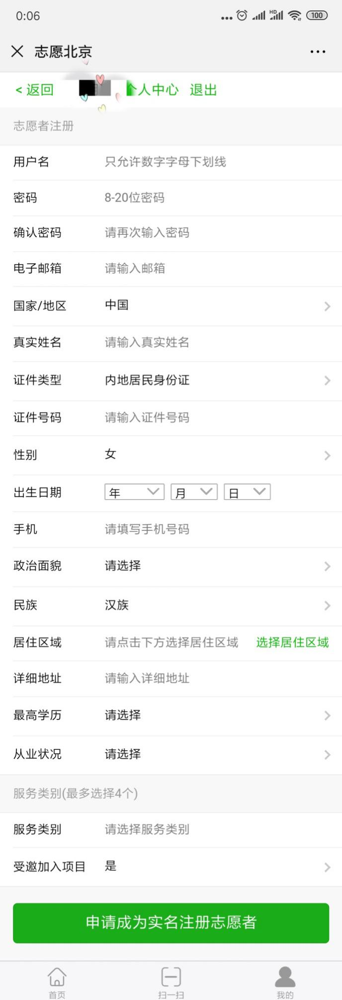 0:06
HD
100
志愿北京
< 返回 个人中心 退出
志愿者注册
用户名 只允许数字字母下划线
密码 8-20位密码
确认密码 请再次输入密码
电子邮箱 请输入邮箱
国家/地区 中国
真实姓名 请输入真实姓名
证件类型 内地居民身份证
证件号码 请输入证件号码
性别 女
出生日期 年 月 日
手机 请填写手机号码
政治面貌 请选择
民族 汉族
居住区域 请点击下方选择居住区域 选择居住区域
详细地址 请输入详细地址
最高学历 请选择
从业状况 请选择
服务类别(最多选择4个)
服务类别 请选择服务类别
受邀加入项目 是
申请成为实名注册志愿者
首页 扫一扫 我的